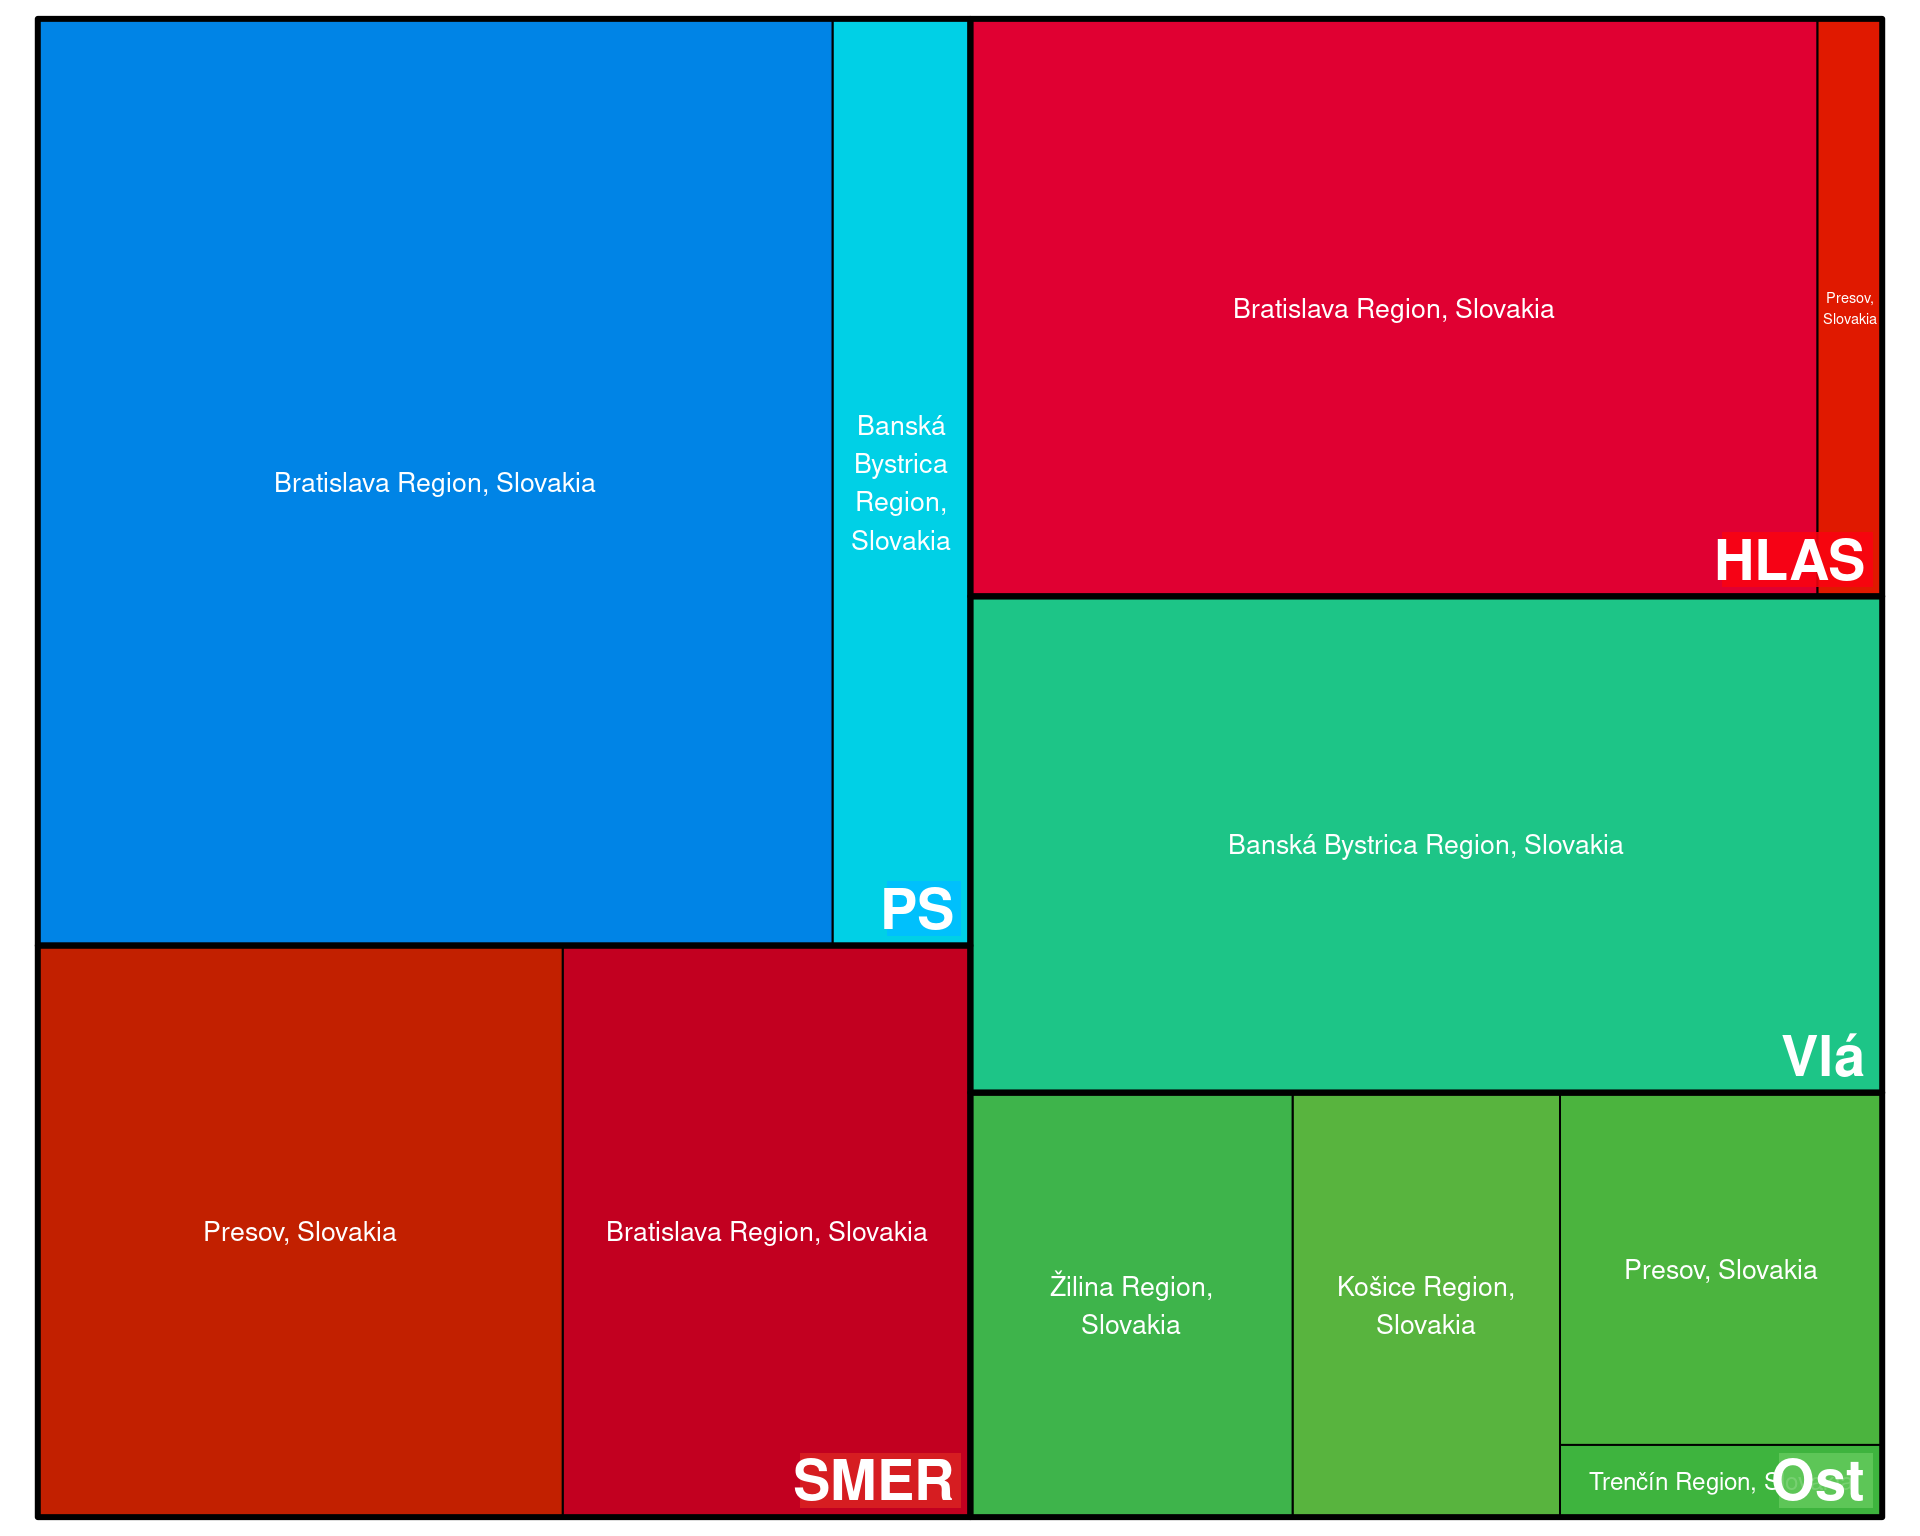 Bratislava Region, Slovakia
Banská
Bystrica
Region,
Slovakia
PS
Bratislava Region, Slovakia
Presov,
Slovakia
HLAS
Banská Bystrica Region, Slovakia
Vlá
Presov, Slovakia
Bratislava Region, Slovakia
SMER
Žilina Region,
Slovakia
Košice Region,
Slovakia
Presov, Slovakia
Trenčín Region,
Ost